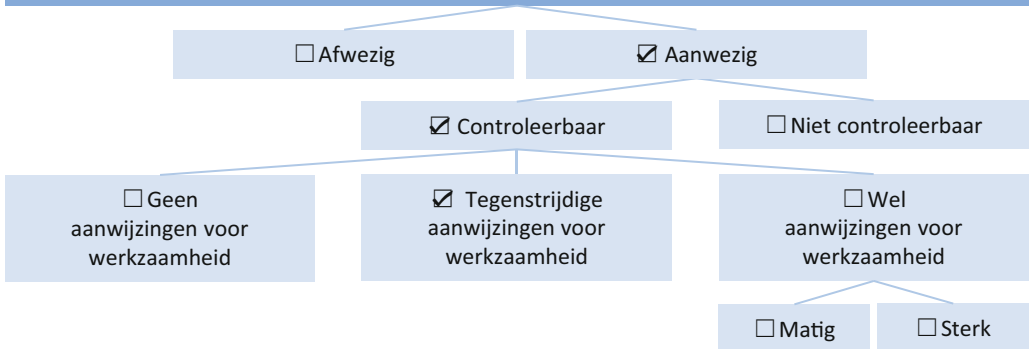 ☐ Afwezig
☑ Aanwezig
☑ Controleerbaar
☐ Niet controleerbaar
☐ Geen
aanwijzingen voor
werkzaamheid
☑ Tegenstrijdige
aanwijzingen voor
werkzaamheid
☐ Wel
aanwijzingen voor
werkzaamheid
☐ Matig
☐ Sterk